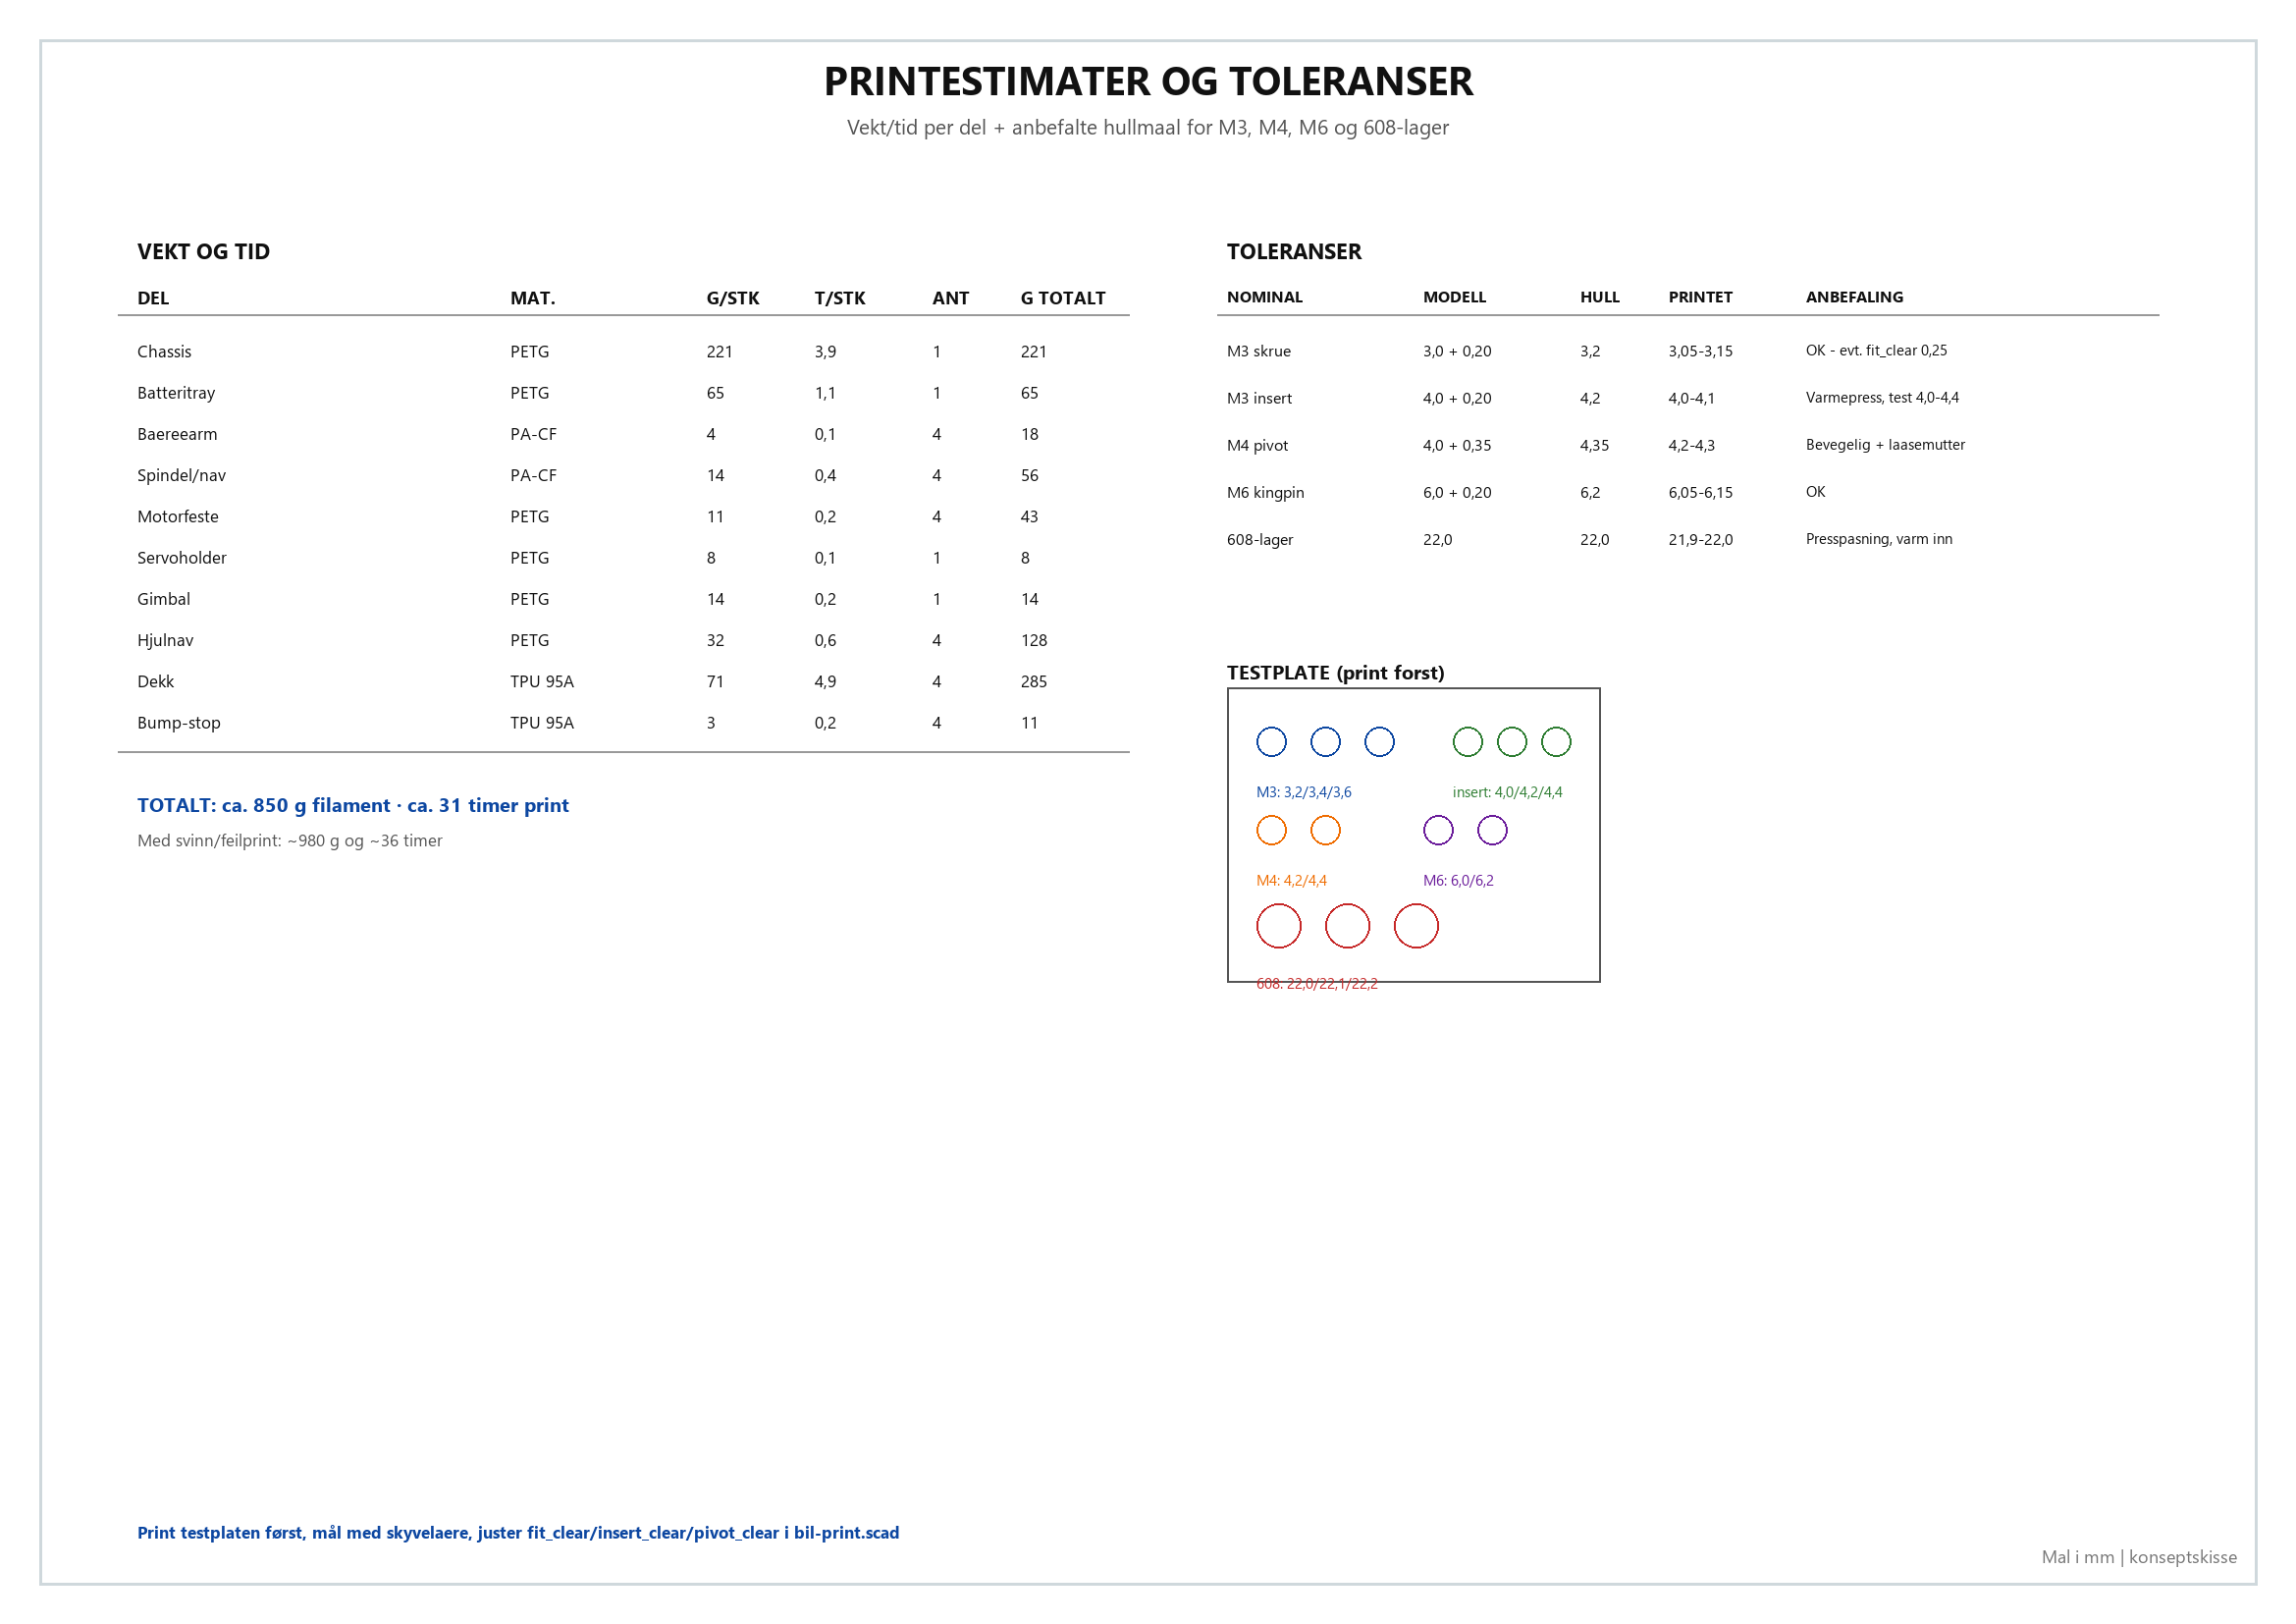 PRINTESTIMATER OG TOLERANSER
Vekt/tid per del + anbefalte hullmaal for M3, M4, M6 og 608-lager
VEKT OG TID
DEL MAT. G/STK T/STK ANT G TOTALT
Chassis PETG 221 3,9 1 221
Batteritray PETG 65 1,1 1 65
Baereearm PA-CF 4 0,1 4 18
Spindel/nav PA-CF 14 0,4 4 56
Motorfeste PETG 11 0,2 4 43
Servoholder PETG 8 0,1 1 8
Gimbal PETG 14 0,2 1 14
Hjulnav PETG 32 0,6 4 128
Dekk TPU 95A 71 4,9 4 285
Bump-stop TPU 95A 3 0,2 4 11
TOTALT: ca. 850 g filament · ca. 31 timer print
Med svinn/feilprint: ~980 g og ~36 timer
TOLERANSER
NOMINAL MODELL HULL PRINTET ANBEFALING
M3 skrue 3,0 + 0,20 3,2 3,05-3,15 OK - evt. fit_clear 0,25
M3 insert 4,0 + 0,20 4,2 4,0-4,1 Varmepress, test 4,0-4,4
M4 pivot 4,0 + 0,35 4,35 4,2-4,3 Bevegelig + laasemutter
M6 kingpin 6,0 + 0,20 6,2 6,05-6,15 OK
608-lager 22,0 22,0 21,9-22,0 Presspasning, varm inn
TESTPLATE (print forst)
M3: 3,2/3,4/3,6 insert: 4,0/4,2/4,4
M4: 4,2/4,4 M6: 6,0/6,2
608: 22,0/22,1/22,2
Print testplaten først, mål med skyvelaere, juster fit_clear/insert_clear/pivot_clear i bil-print.scad
Mal i mm | konseptskisse